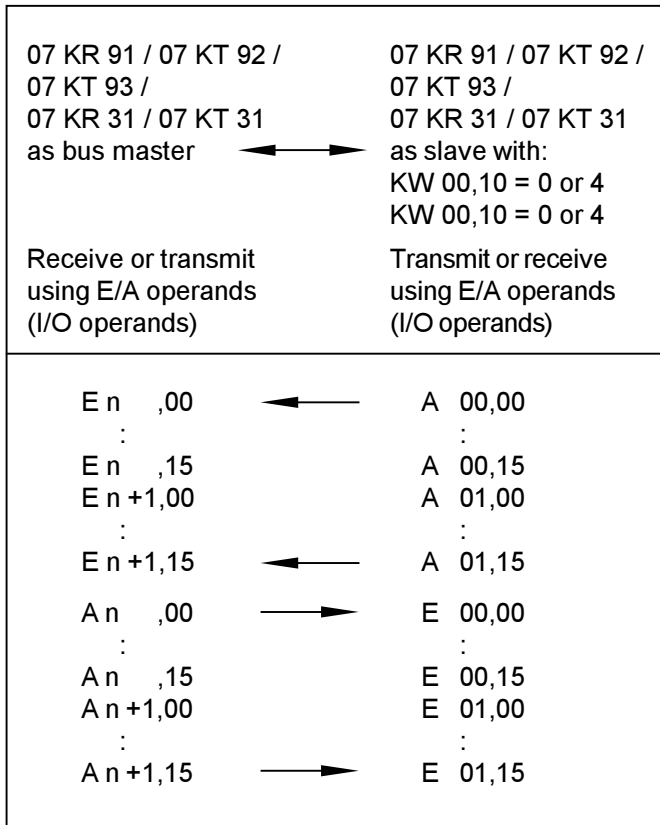 07 KR 91 / 07 KT 92 /
07 KT 93 /
07 KR 31 / 07 KT 31
as bus master
07 KR 91 / 07 KT 92 /
07 KT 93 /
07 KR 31 / 07 KT 31
as slave with:
KW 00,10 = 0 or 4
KW 00,10 = 0 or 4
Receive or transmit
using E/A operands
(I/O operands)
Transmit or receive
using E/A operands
(I/O operands)
E n ,00 A 00,00
: :
E n ,15 A 00,15
E n +1,00 A 01,00
: :
E n +1,15 A 01,15
A n ,00 E 00,00
: :
A n ,15 E 00,15
A n +1,00 E 01,00
: :
A n +1,15 E 01,15